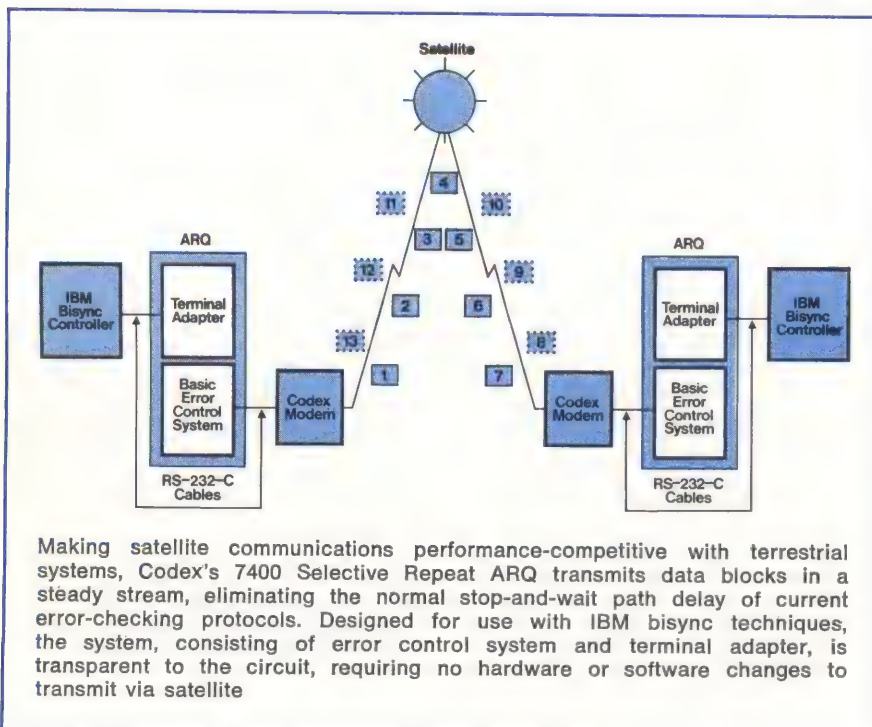 Satellite
4
11
10
3
5
12
9
2
6
13
8
1
7
ARQ
ARQ
IBM
Bisync
Controller
Terminal
Adapter
Basic
Error
Control
System
Codex
Modem
RS-232-C
Cables
Codex
Modem
Terminal
Adapter
Basic
Error
Control
System
IBM
Bisync
Controller
RS-232-C
Cables
Making satellite communications performance-competitive with terrestrial
systems, Codex's 7400 Selective Repeat ARQ transmits data blocks in a
steady stream, eliminating the normal stop-and-wait path delay of current
error-checking protocols. Designed for use with IBM bisync techniques,
the system, consisting of error control system and terminal adapter, is
transparent to the circuit, requiring no hardware or software changes to
transmit via satellite